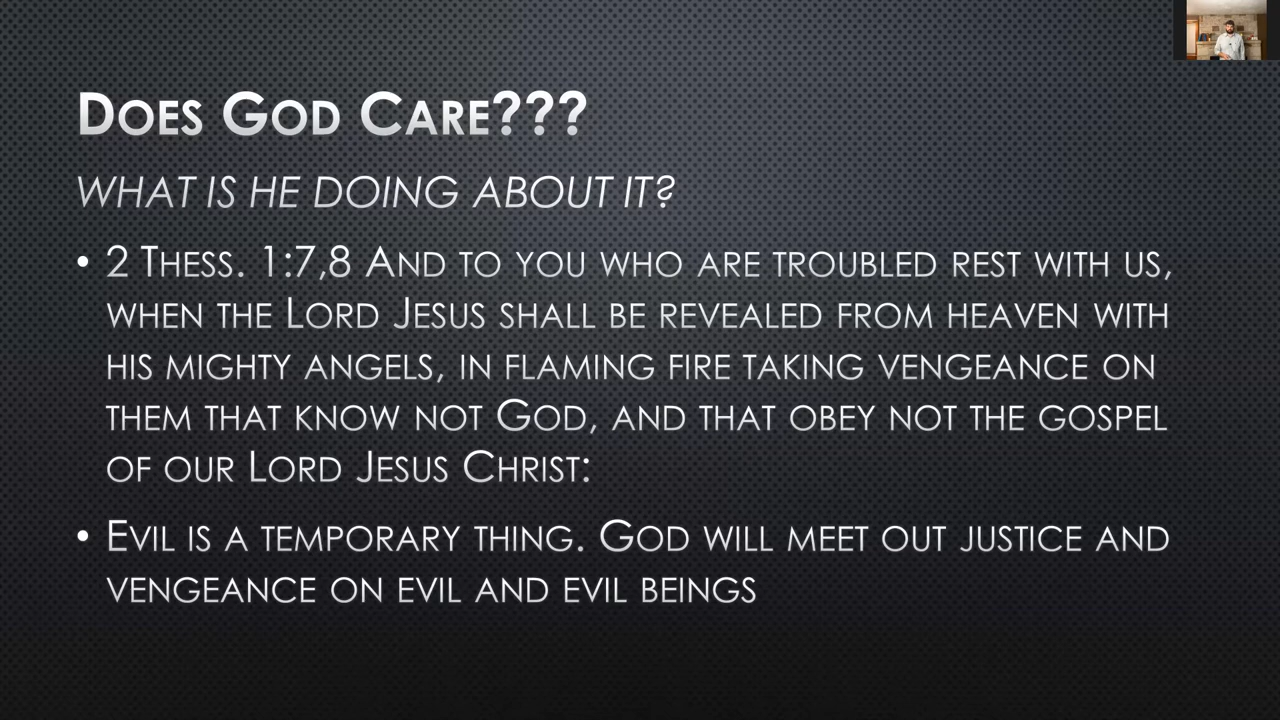 Does God Care???
What is He doing about it?
• 2 Thess. 1:7,8 And to you who are troubled rest with us,
when the Lord Jesus shall be revealed from heaven with
his mighty angels, in flaming fire taking vengeance on
them that know not God, and that obey not the gospel
of our Lord Jesus Christ:
• Evil is a temporary thing. God will meet out justice and
vengeance on evil and evil beings